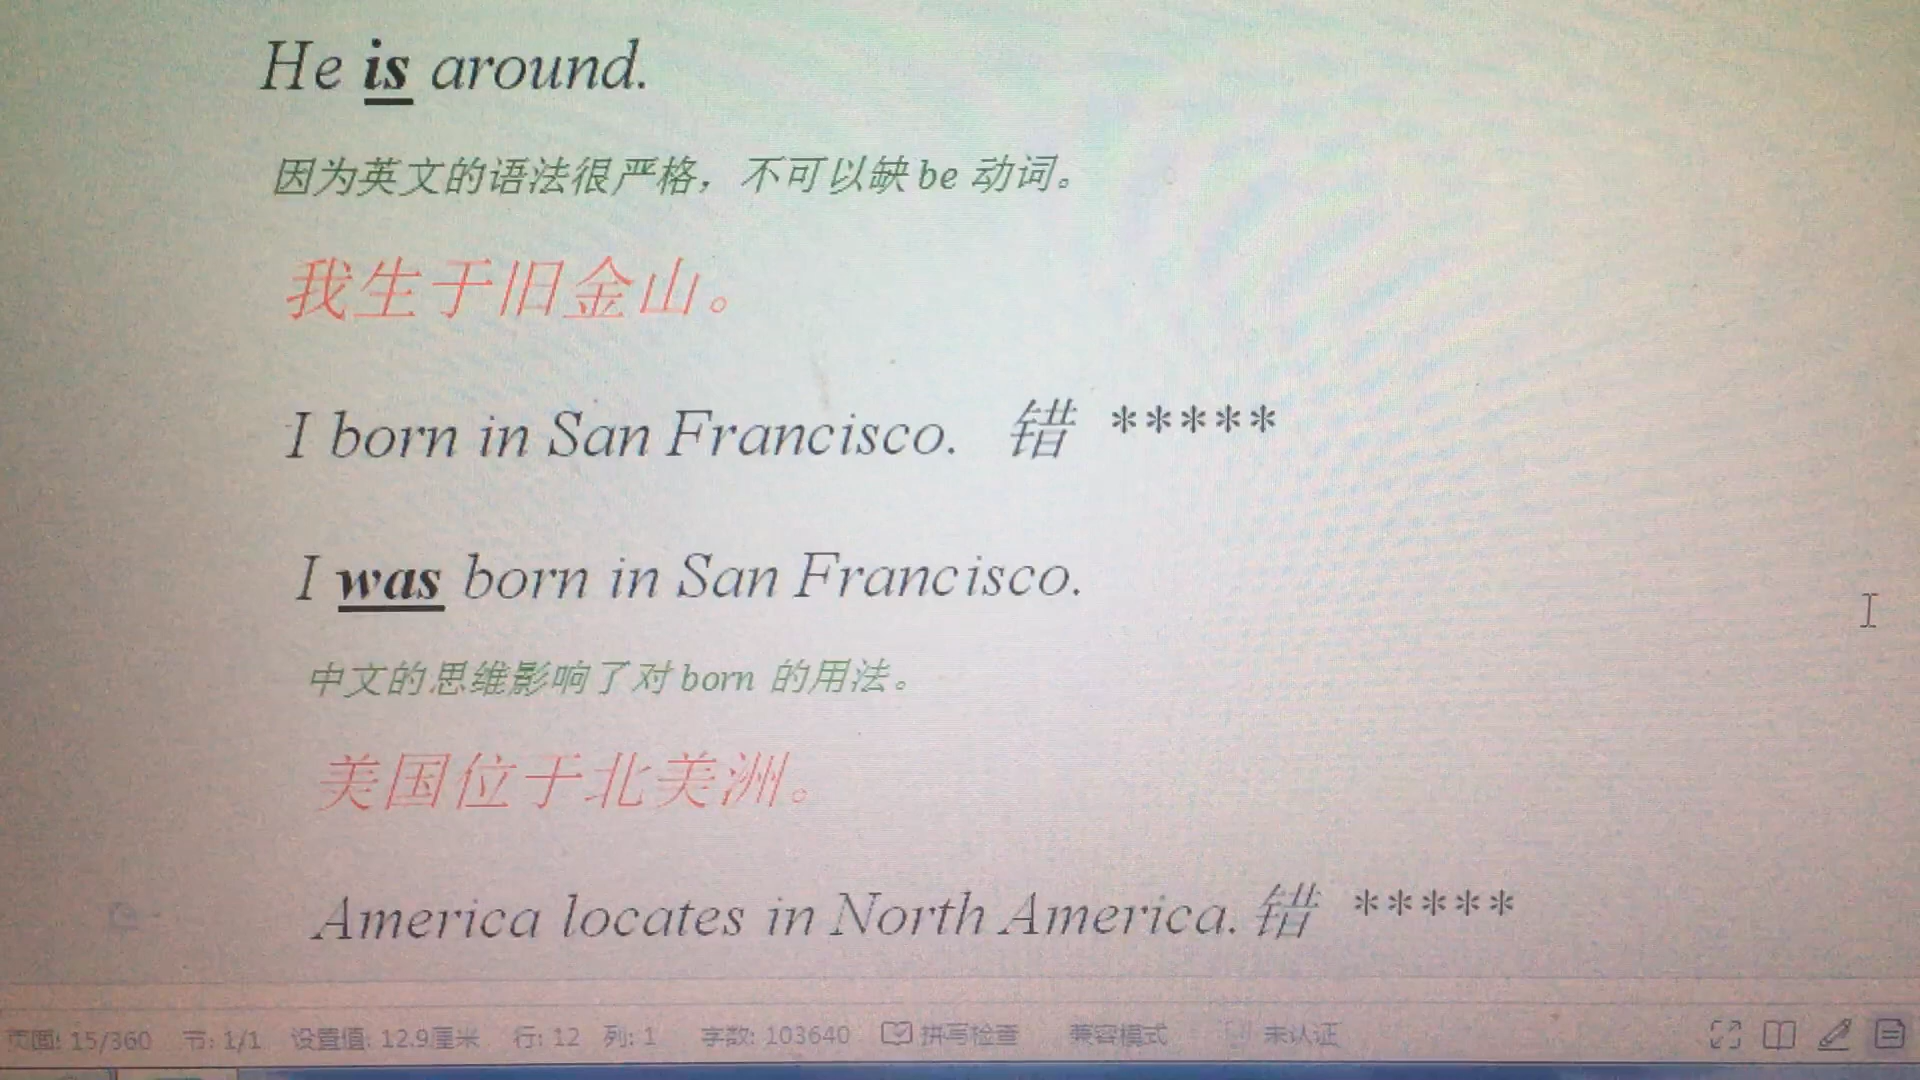 He is around.
因为英文的语法很严格，不可以缺 be 动词。
我生于旧金山。
I born in San Francisco. 错 *****
I was born in San Francisco.
中文的思维影响了对 born 的用法。
美国位于北美洲。
America locates in North America. 错 *****
页面: 15/360 节: 1/1 设置值: 12.9厘米 行: 12 列: 1 字数: 103640 拼写检查 兼容模式 未认证